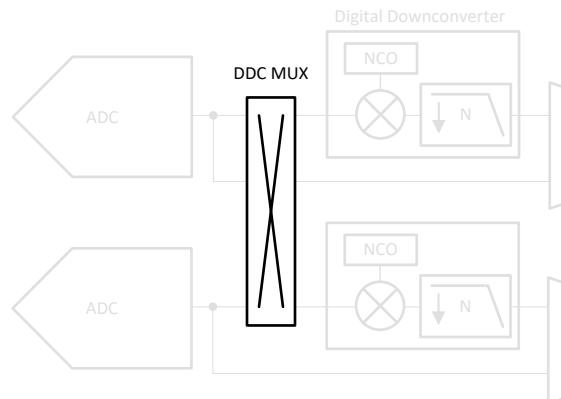 Digital Downconverter
NCO
DDC MUX
ADC
N
NCO
ADC
N